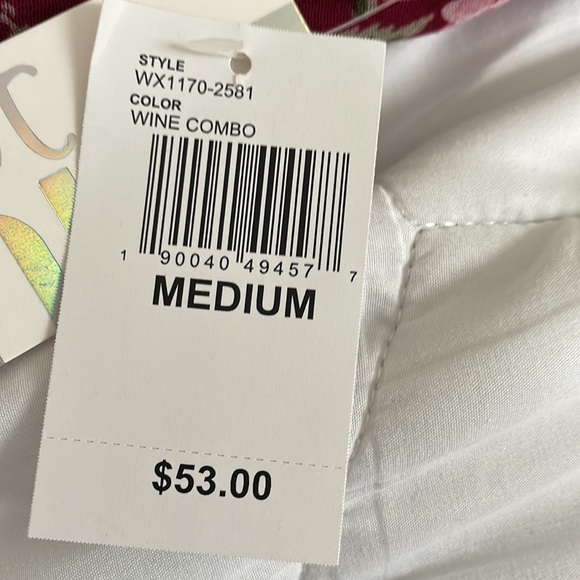 STYLE
WX1170-2581
COLOR
WINE COMBO
1 90040 49457 7
MEDIUM
$53.00